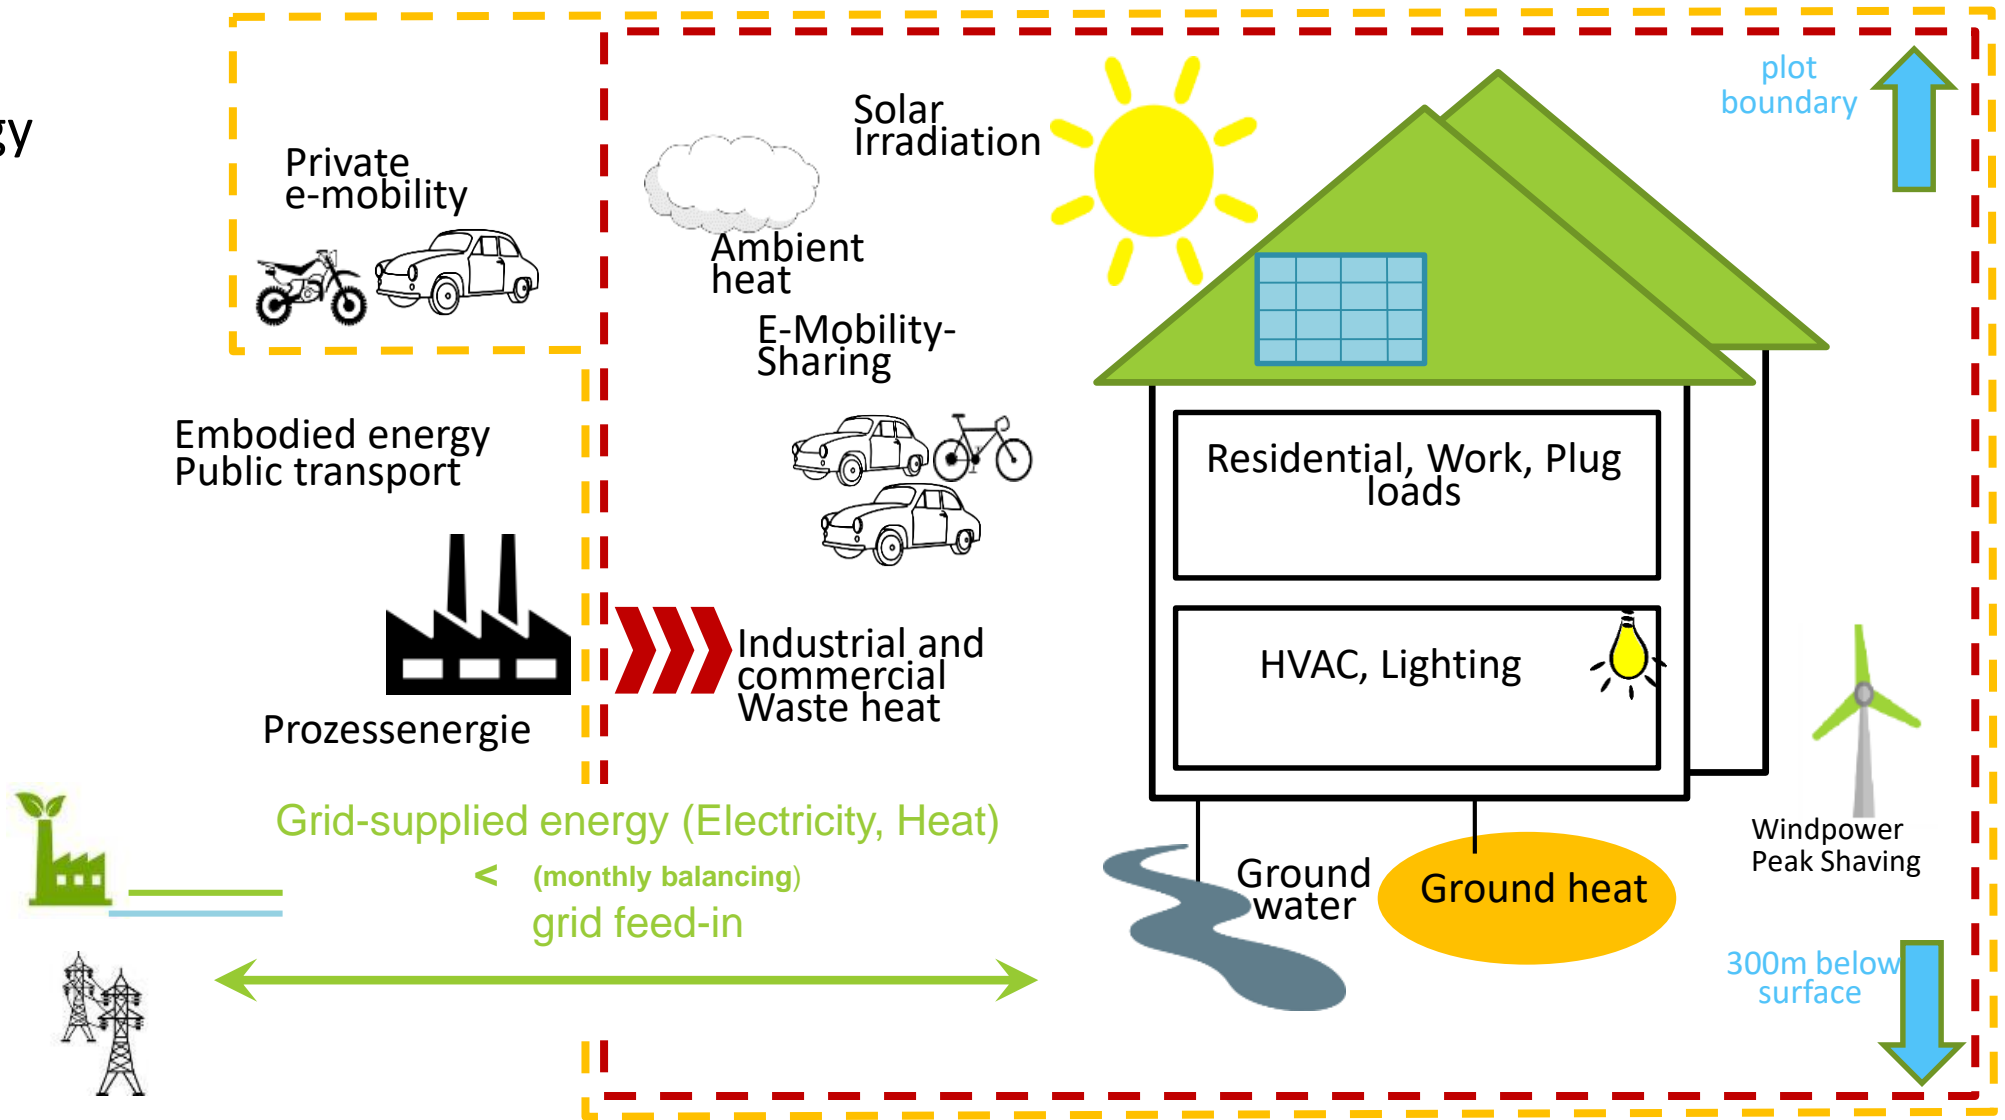 Private
e-mobility
Embodied energy
Public transport
Prozessenergie
Solar
Irradiation
Ambient
heat
E-Mobility-
Sharing
Industrial and
commercial
Waste heat
plot
boundary
Residential, Work, Plug
loads
HVAC, Lighting
Windpower
Peak Shaving
Grid-supplied energy (Electricity, Heat)
< (monthly balancing)
grid feed-in
Ground
water
Ground heat
300m below
surface